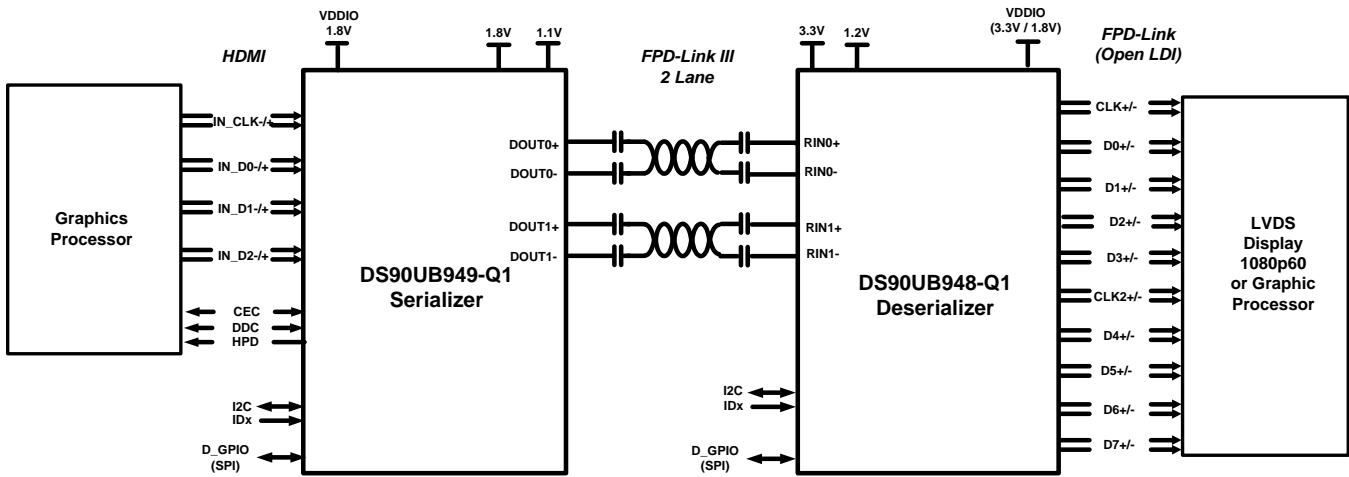 VDDIO
1.8V
1.8V
1.1V
3.3V
1.2V
VDDIO
(3.3V / 1.8V)
HDMI
FPD-Link III
2 Lane
FPD-Link
(Open LDI)
Graphics
Processor
IN_CLK-/+
IN_D0-/+
IN_D1-/+
IN_D2-/+
CEC
DDC
HPD
I2C
IDx
D_GPIO
(SPI)
DS90UB949-Q1
Serializer
DOUT0+
DOUT0-
DOUT1+
DOUT1-
RIN0+
RIN0-
RIN1+
RIN1-
DS90UB948-Q1
Deserializer
I2C
IDx
D_GPIO
(SPI)
CLK+/-
D0+/-
D1+/-
D2+/-
D3+/-
CLK2+/-
D4+/-
D5+/-
D6+/-
D7+/-
LVDS
Display
1080p60
or Graphic
Processor